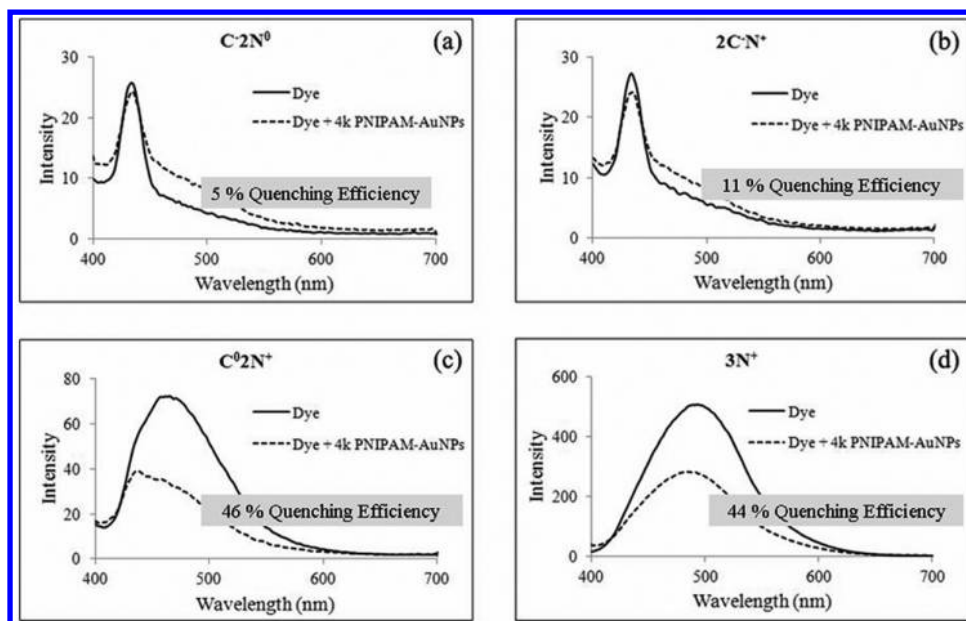 C⁻2N⁰ (a)
30
20
10
0
Intensity
Dye
Dye + 4k PNIPAM-AuNPs
5 % Quenching Efficiency
400 500 600 700
Wavelength (nm)
2C⁻N⁺ (b)
30
20
10
0
Intensity
Dye
Dye + 4k PNIPAM-AuNPs
11 % Quenching Efficiency
400 500 600 700
Wavelength (nm)
C⁰2N⁺ (c)
80
60
40
20
0
Intensity
Dye
Dye + 4k PNIPAM-AuNPs
46 % Quenching Efficiency
400 500 600 700
Wavelength (nm)
3N⁺ (d)
600
400
200
0
Intensity
Dye
Dye + 4k PNIPAM-AuNPs
44 % Quenching Efficiency
400 500 600 700
Wavelength (nm)